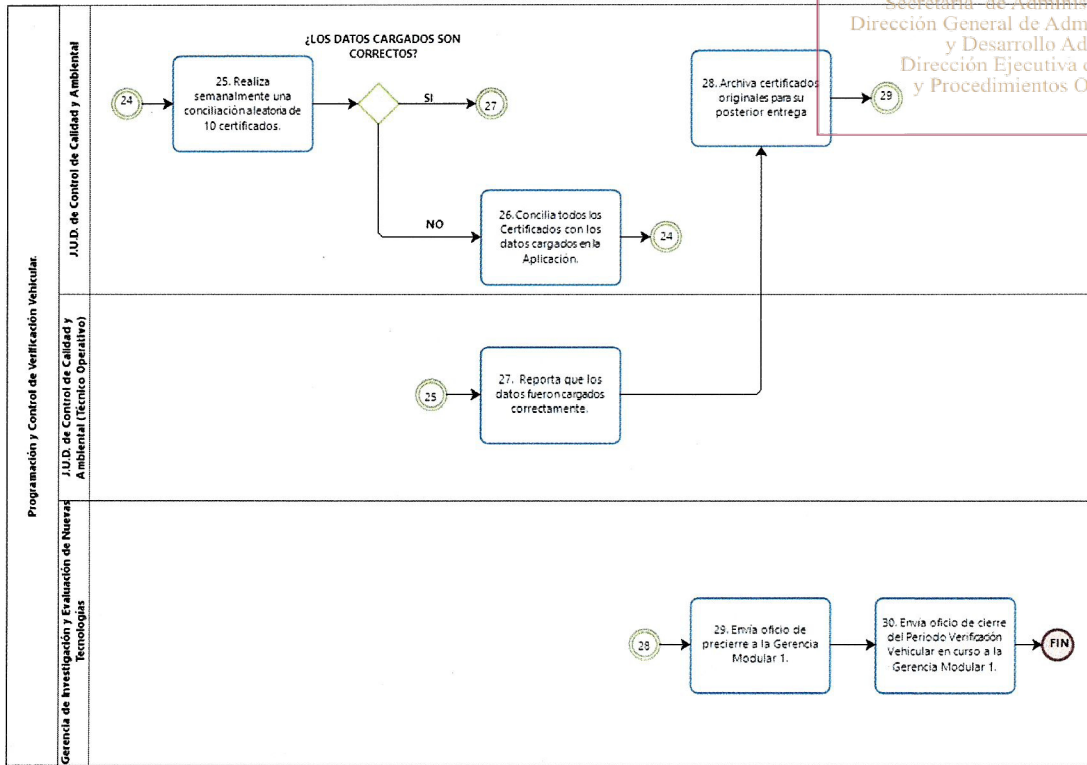 Secretaría de Adminis
Dirección General de Adm
y Desarrollo Ad
Dirección Ejecutiva d
y Procedimientos O
Programación y Control de Verificación Vehicular.
J.U.D. de Control de Calidad y Ambiental
24
25. Realiza
semanalmente una
conciliación aleatoria de
10 certificados.
¿LOS DATOS CARGADOS SON
CORRECTOS?
SI
27
NO
26. Concilia todos los
Certificados con los
datos cargados en la
Aplicación.
24
28. Archiva certificados
originales para su
posterior entrega
29
J.U.D. de Control de Calidad y
Ambiental (Técnico Operativo)
25
27. Reporta que los
datos fueron cargados
correctamente.
Gerencia de Investigación y Evaluación de Nuevas
Tecnologías
28
29. Envía oficio de
precierre a la Gerencia
Modular 1.
30. Envía oficio de cierre
del Periodo Verificación
Vehicular en curso a la
Gerencia Modular 1.
FIN